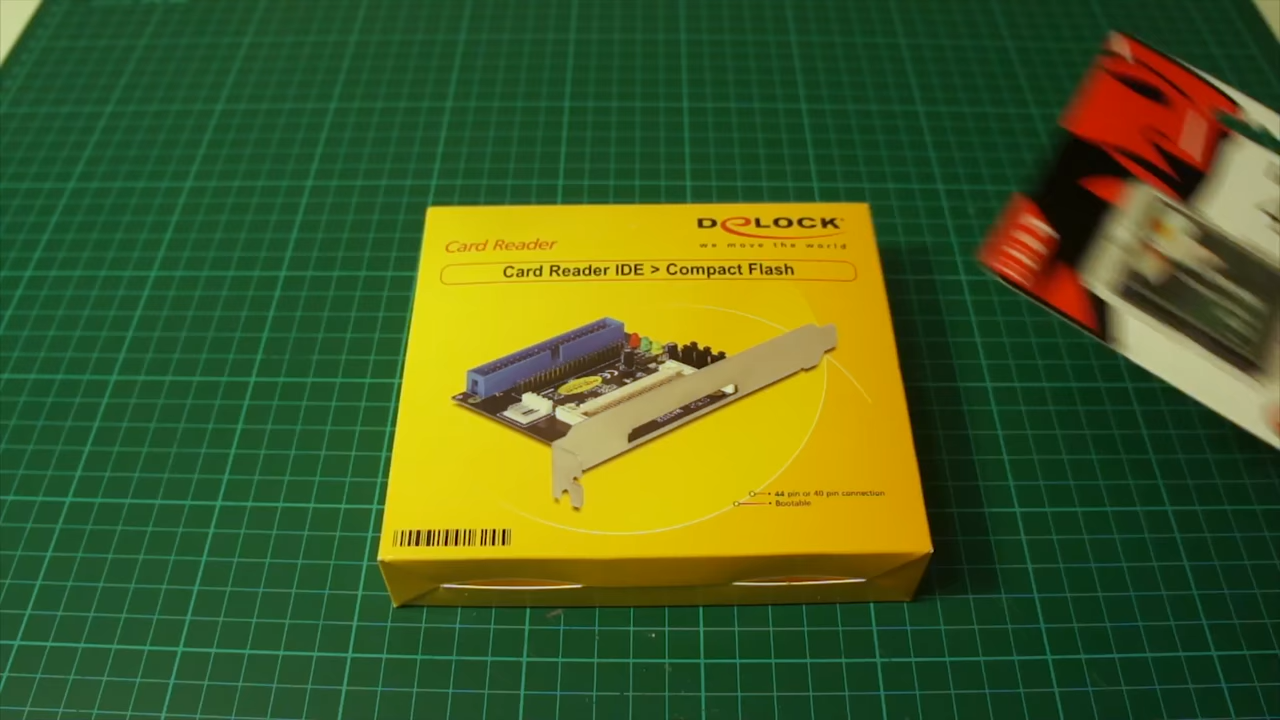 DELOCK
we move the world
Card Reader
Card Reader IDE > Compact Flash
44 pin or 40 pin connection
Bootable